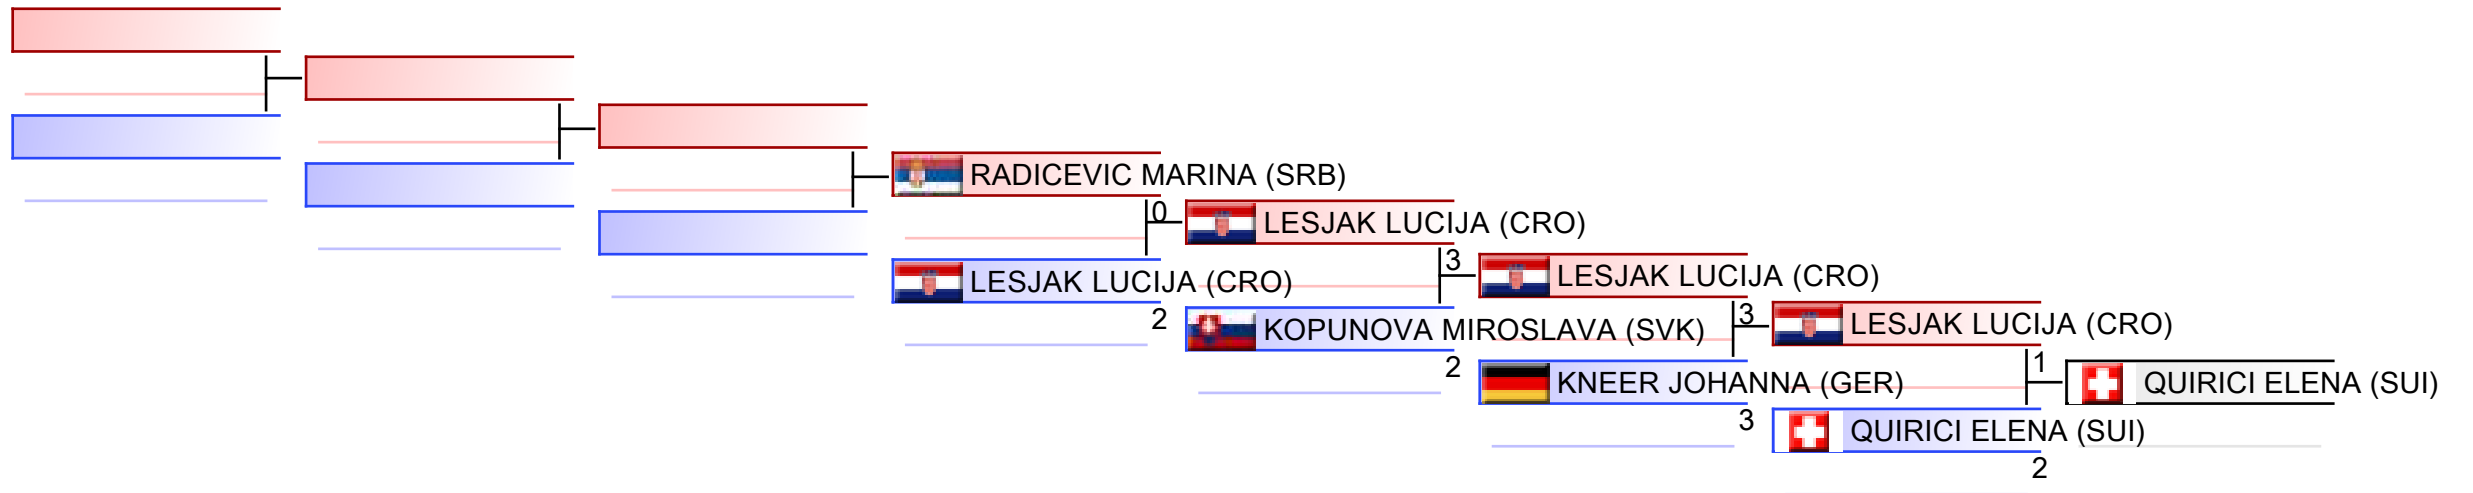 RADICEVIC MARINA (SRB)
0
LESJAK LUCIJA (CRO)
LESJAK LUCIJA (CRO)
2
3
LESJAK LUCIJA (CRO)
KOPUNOVA MIROSLAVA (SVK)
2
3
LESJAK LUCIJA (CRO)
KNEER JOHANNA (GER)
3
1
QUIRICI ELENA (SUI)
QUIRICI ELENA (SUI)
2